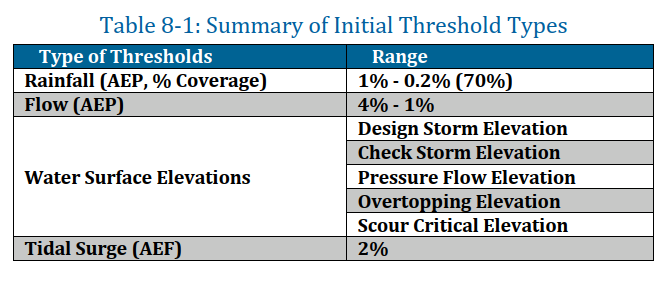 Table 8-1: Summary of Initial Threshold Types
Type of Thresholds Range
Rainfall (AEP, % Coverage) 1% - 0.2% (70%)
Flow (AEP) 4% - 1%
Water Surface Elevations Design Storm Elevation
Check Storm Elevation
Pressure Flow Elevation
Overtopping Elevation
Scour Critical Elevation
Tidal Surge (AEF) 2%